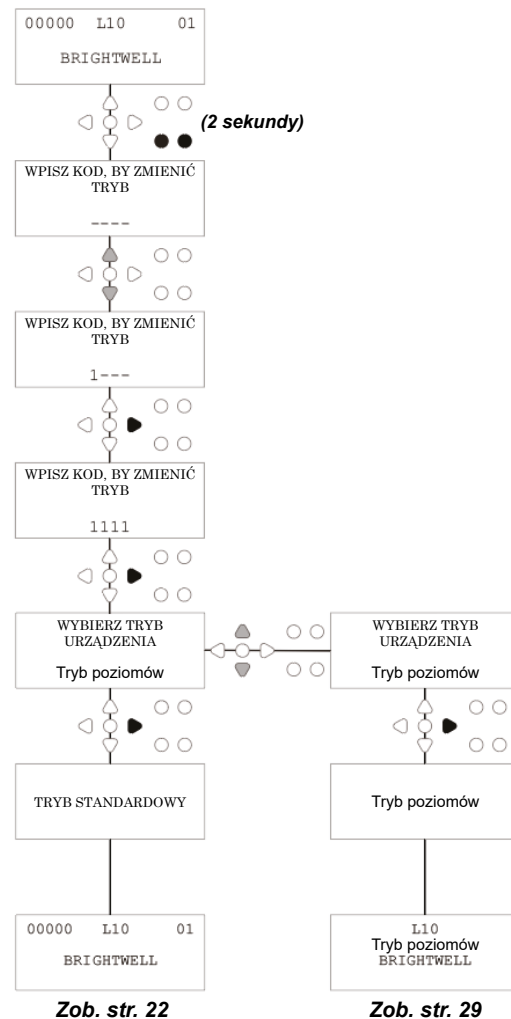 00000 L10 01
BRIGHTWELL
(2 sekundy)
WPISZ KOD, BY ZMIENIĆ
TRYB
----
WPISZ KOD, BY ZMIENIĆ
TRYB
1---
WPISZ KOD, BY ZMIENIĆ
TRYB
1111
WYBIERZ TRYB
URZĄDZENIA
Tryb poziomów
WYBIERZ TRYB
URZĄDZENIA
Tryb poziomów
TRYB STANDARDOWY
Tryb poziomów
00000 L10 01
BRIGHTWELL
L10
Tryb poziomów
BRIGHTWELL
Zob. str. 22
Zob. str. 29